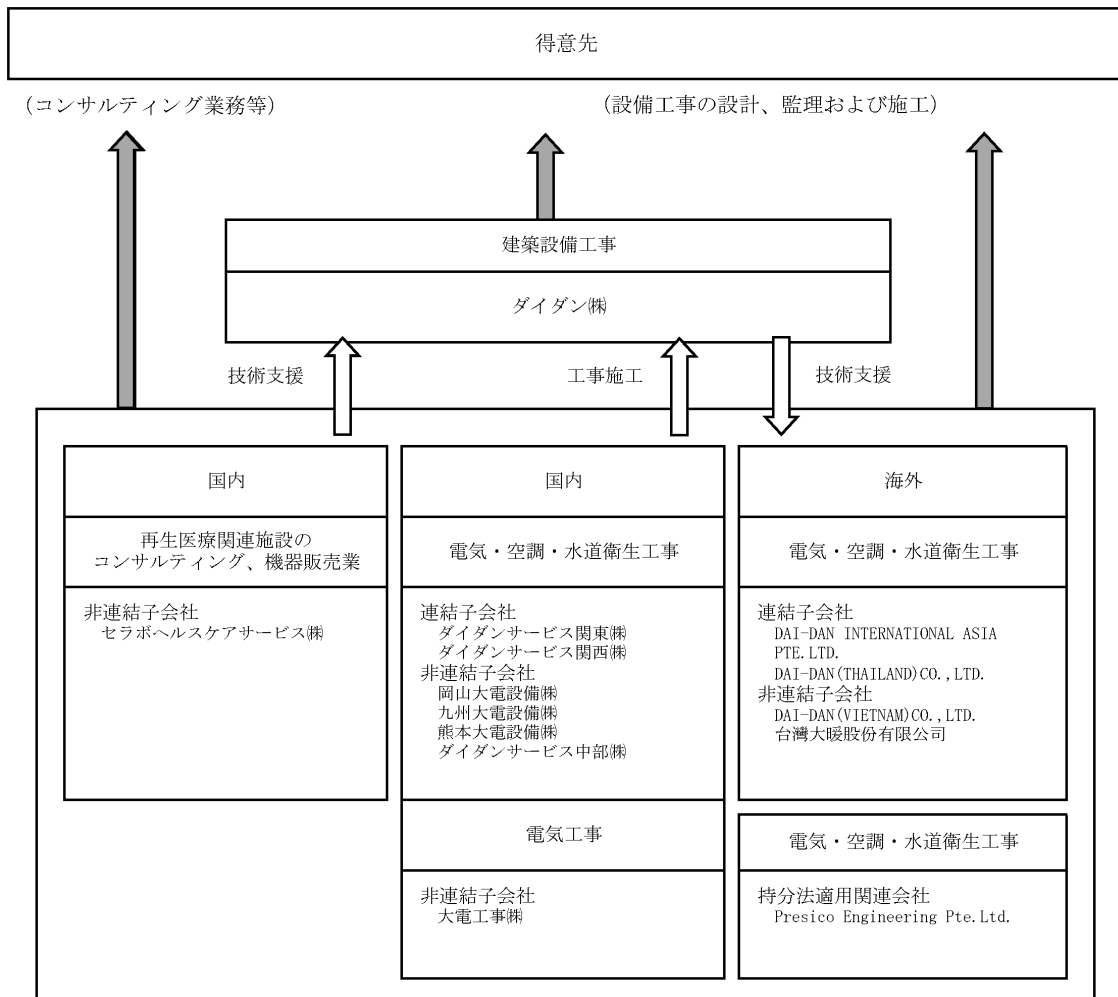 得意先
(コンサルティング業務等)
(設備工事の設計、監理および施工)
建築設備工事
ダイダン㈱
技術支援
工事施工
技術支援
国内
再生医療関連施設の
コンサルティング、機器販売業
非連結子会社
セラボヘルスケアサービス㈱
国内
電気・空調・水道衛生工事
連結子会社
ダイダンサービス関東㈱
ダイダンサービス関西㈱
非連結子会社
岡山大電設備㈱
九州大電設備㈱
熊本大電設備㈱
ダイダンサービス中部㈱
電気工事
非連結子会社
大電工事㈱
海外
電気・空調・水道衛生工事
連結子会社
DAI-DAN INTERNATIONAL ASIA
PTE.LTD.
DAI-DAN(THAILAND)CO.,LTD.
非連結子会社
DAI-DAN(VIETNAM)CO.,LTD.
台灣大暖股份有限公司
電気・空調・水道衛生工事
持分法適用関連会社
Presico Engineering Pte.Ltd.